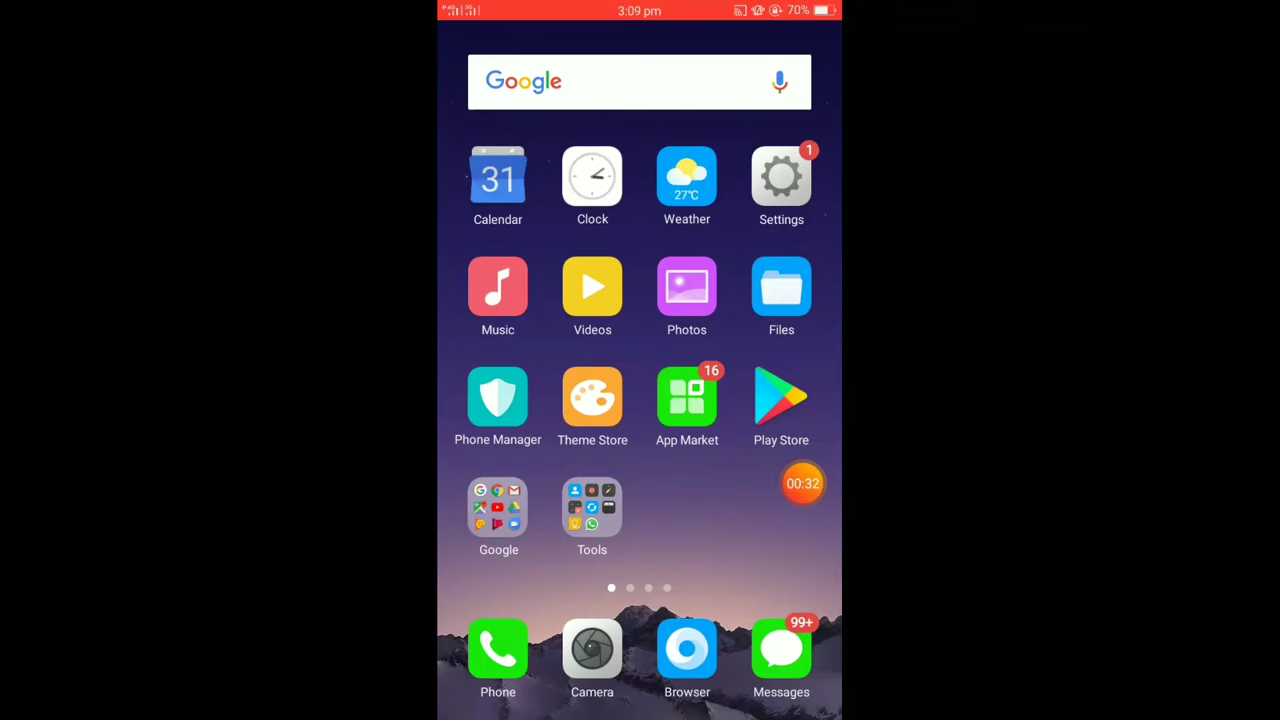 3:09 pm 70%
Google
31 27°C 1
Calendar Clock Weather Settings
Music Videos Photos Files
16
Phone Manager Theme Store App Market Play Store
00:32
Google Tools
99+
Phone Camera Browser Messages